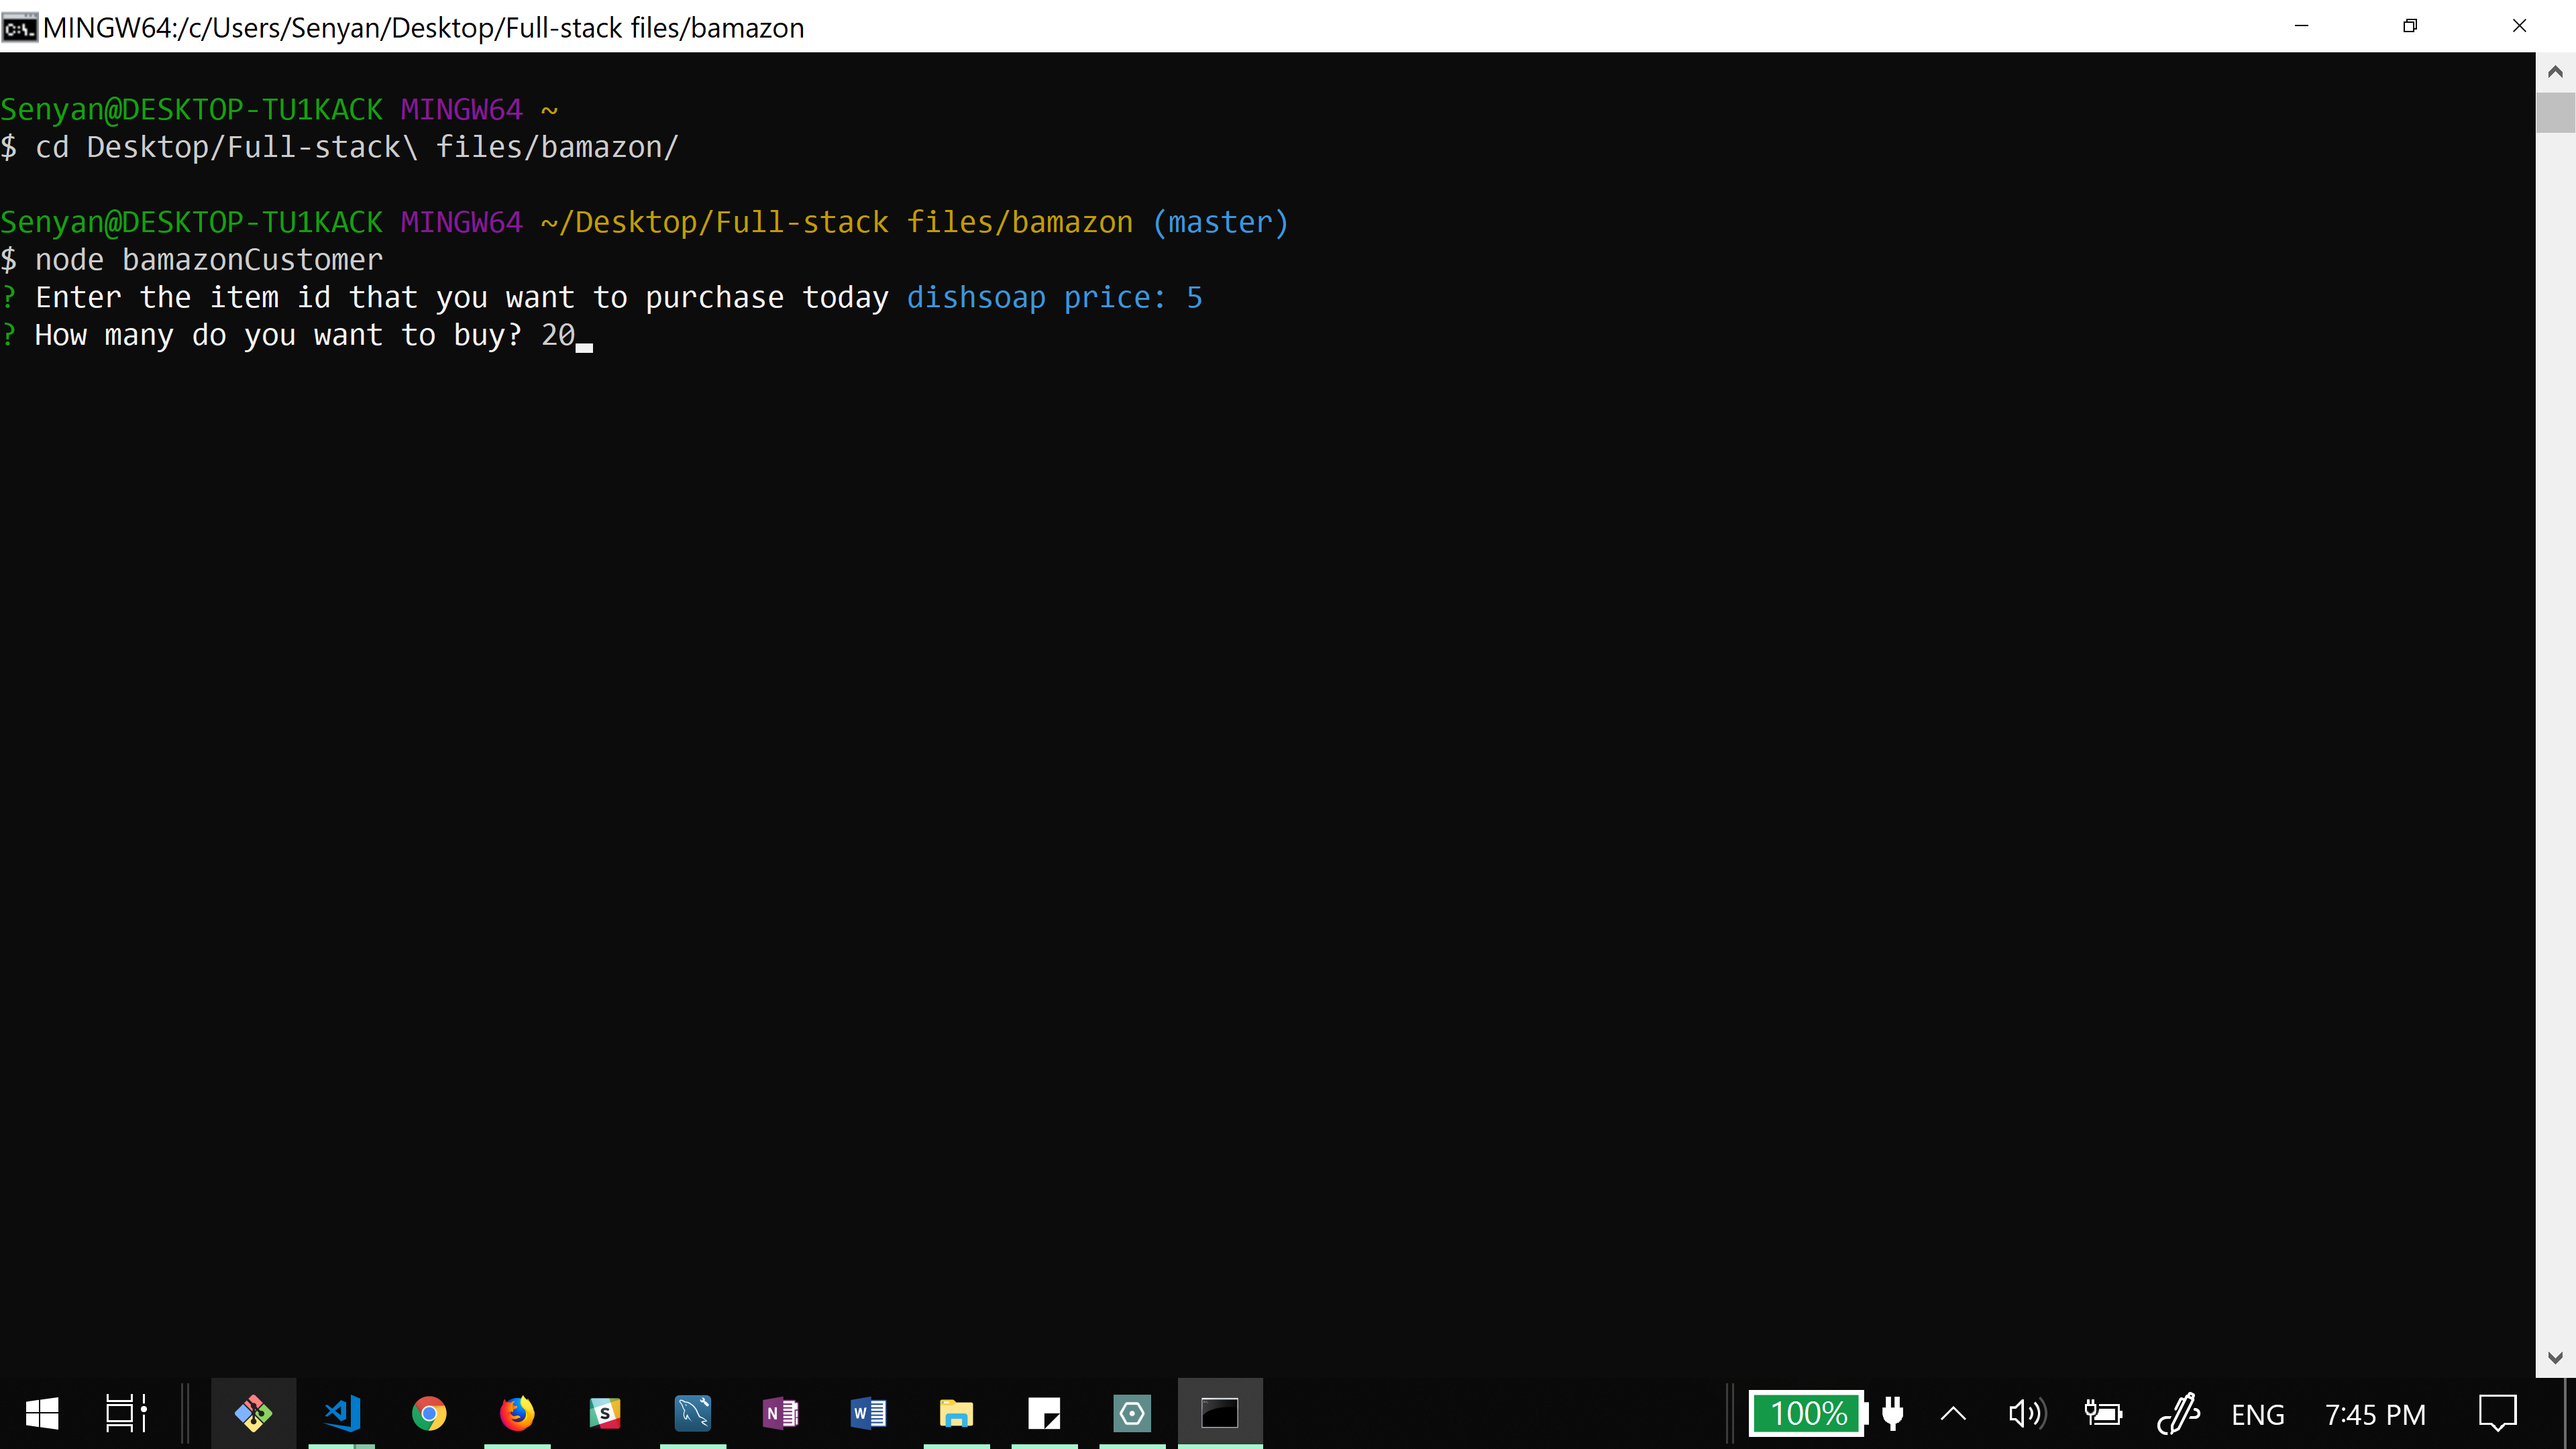 MINGW64:/c/Users/Senyan/Desktop/Full-stack files/bamazon
Senyan@DESKTOP-TU1KACK MINGW64 ~
$ cd Desktop/Full-stack\ files/bamazon/
Senyan@DESKTOP-TU1KACK MINGW64 ~/Desktop/Full-stack files/bamazon (master)
$ node bamazonCustomer
? Enter the item id that you want to purchase today dishsoap price: 5
? How many do you want to buy? 20
100% ENG 7:45 PM